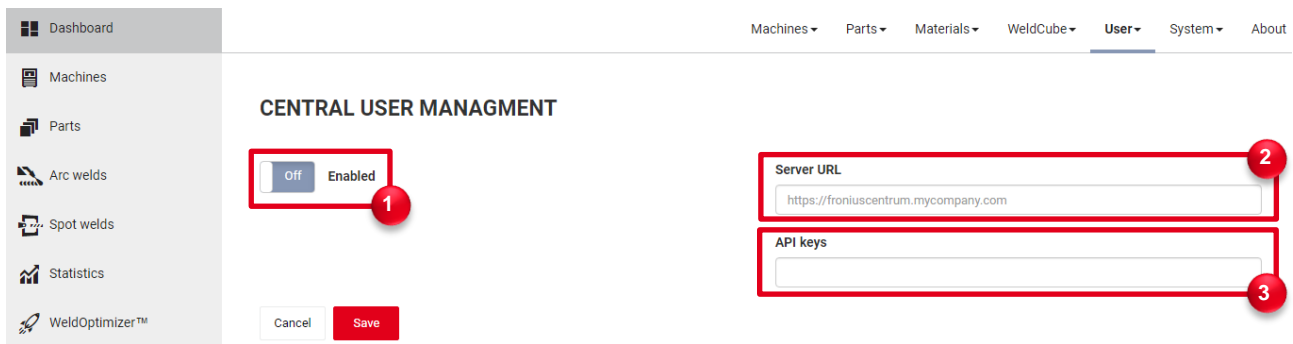 Dashboard
Machines
Parts
Arc welds
Spot welds
Statistics
WeldOptimizer™
Machines Parts Materials WeldCube User System About
CENTRAL USER MANAGMENT
Off Enabled
1
Server URL
2
https://froniuscentrum.mycompany.com
API keys
3
Cancel Save